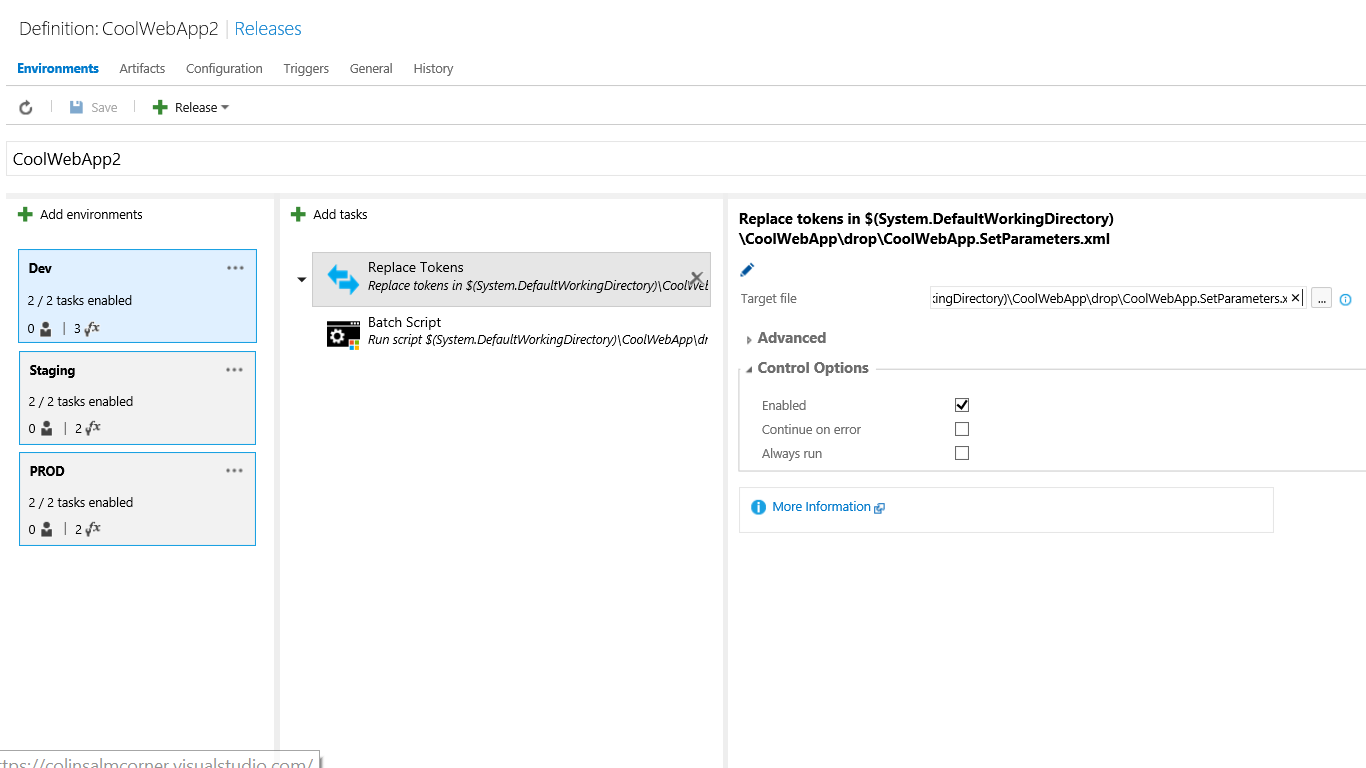 Definition: CoolWebApp2 | Releases
Environments Artifacts Configuration Triggers General History
Save Release
CoolWebApp2
Add environments
Dev
2 / 2 tasks enabled
0 | 3 fx
Staging
2 / 2 tasks enabled
0 | 2 fx
PROD
2 / 2 tasks enabled
0 | 2 fx
Add tasks
Replace Tokens
Replace tokens in $(System.DefaultWorkingDirectory)\CoolWeb
Batch Script
Run script $(System.DefaultWorkingDirectory)\CoolWebApp\dr
Replace tokens in $(System.DefaultWorkingDirectory)
\CoolWebApp\drop\CoolWebApp.SetParameters.xml
Target file kingDirectory)\CoolWebApp\drop\CoolWebApp.SetParameters.x ...
Advanced
Control Options
Enabled
Continue on error
Always run
More Information
ttps://colinsalmcorner.visualstudio.com/